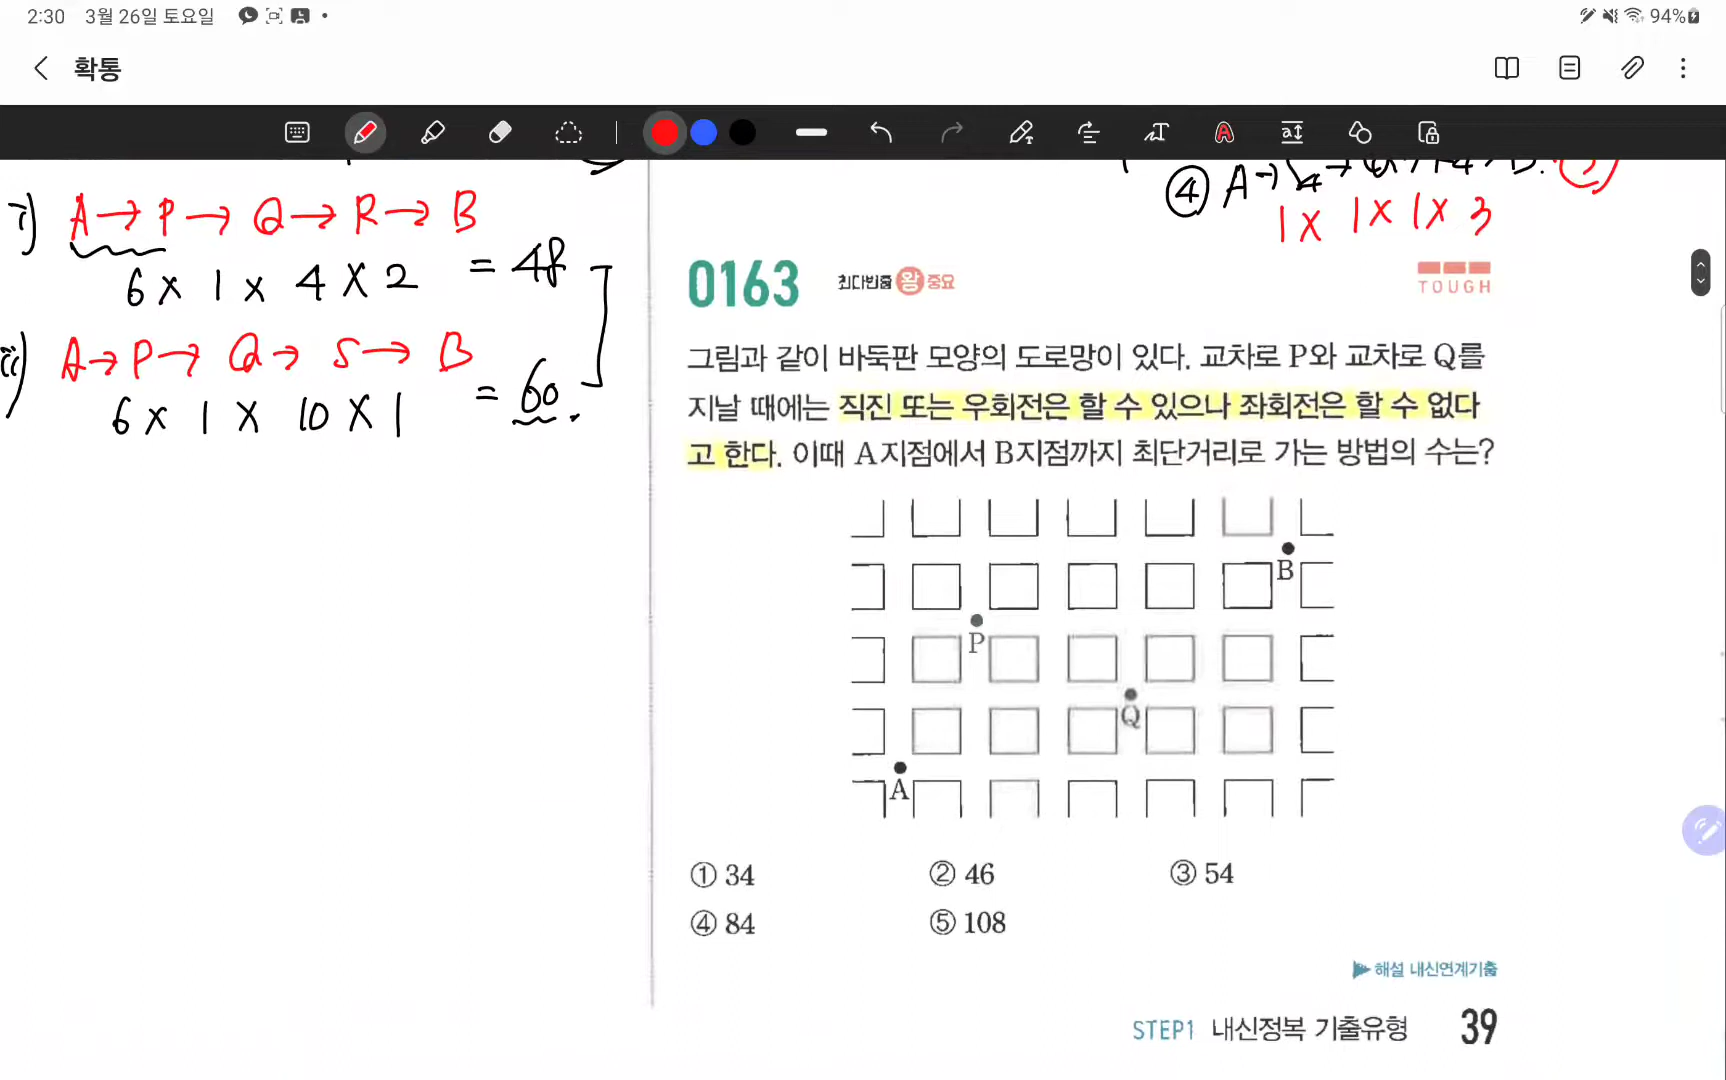 2:30 3월 26일 토요일
94%
확통
i) A → P → Q → R → B
6 × 1 × 4 × 2 = 48
ii) A → P → Q → S → B
6 × 1 × 10 × 1 = 60.
④ A →
1 × 1 × 1 × 3
0163 최다빈출 왕 중요
TOUGH
그림과 같이 바둑판 모양의 도로망이 있다. 교차로 P와 교차로 Q를
지날 때에는 직진 또는 우회전은 할 수 있으나 좌회전은 할 수 없다
고 한다. 이때 A지점에서 B지점까지 최단거리로 가는 방법의 수는?
B
P
Q
A
① 34 ② 46 ③ 54
④ 84 ⑤ 108
▶ 해설 내신연계기출
STEP1 내신정복 기출유형 39